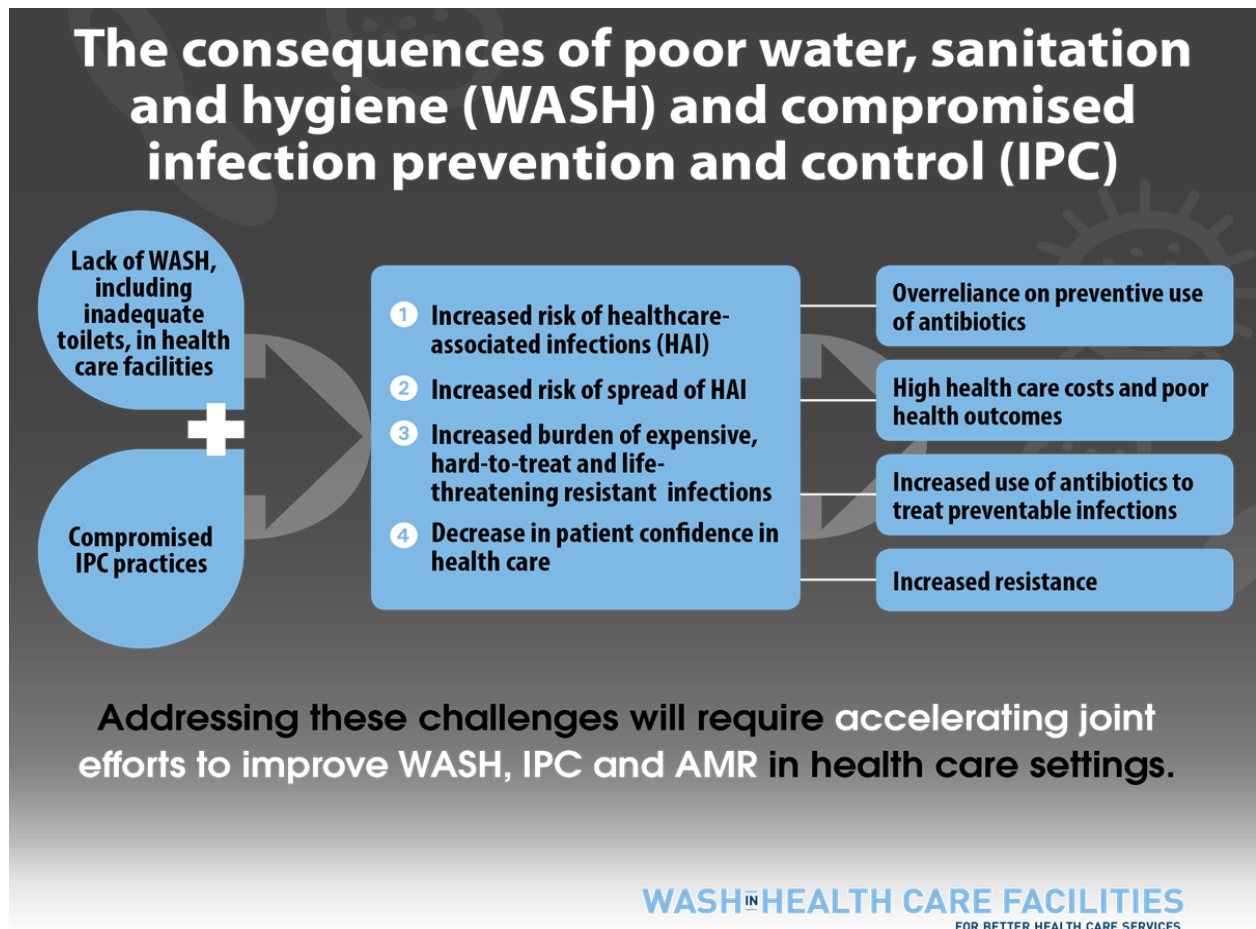 The consequences of poor water, sanitation
and hygiene (WASH) and compromised
infection prevention and control (IPC)
Lack of WASH,
including
inadequate
toilets, in health
care facilities
Compromised
IPC practices
1 Increased risk of healthcare-
associated infections (HAI)
2 Increased risk of spread of HAI
3 Increased burden of expensive,
hard-to-treat and life-
threatening resistant infections
4 Decrease in patient confidence in
health care
Overreliance on preventive use
of antibiotics
High health care costs and poor
health outcomes
Increased use of antibiotics to
treat preventable infections
Increased resistance
Addressing these challenges will require accelerating joint
efforts to improve WASH, IPC and AMR in health care settings.
WASH IN HEALTH CARE FACILITIES
FOR BETTER HEALTH CARE SERVICES